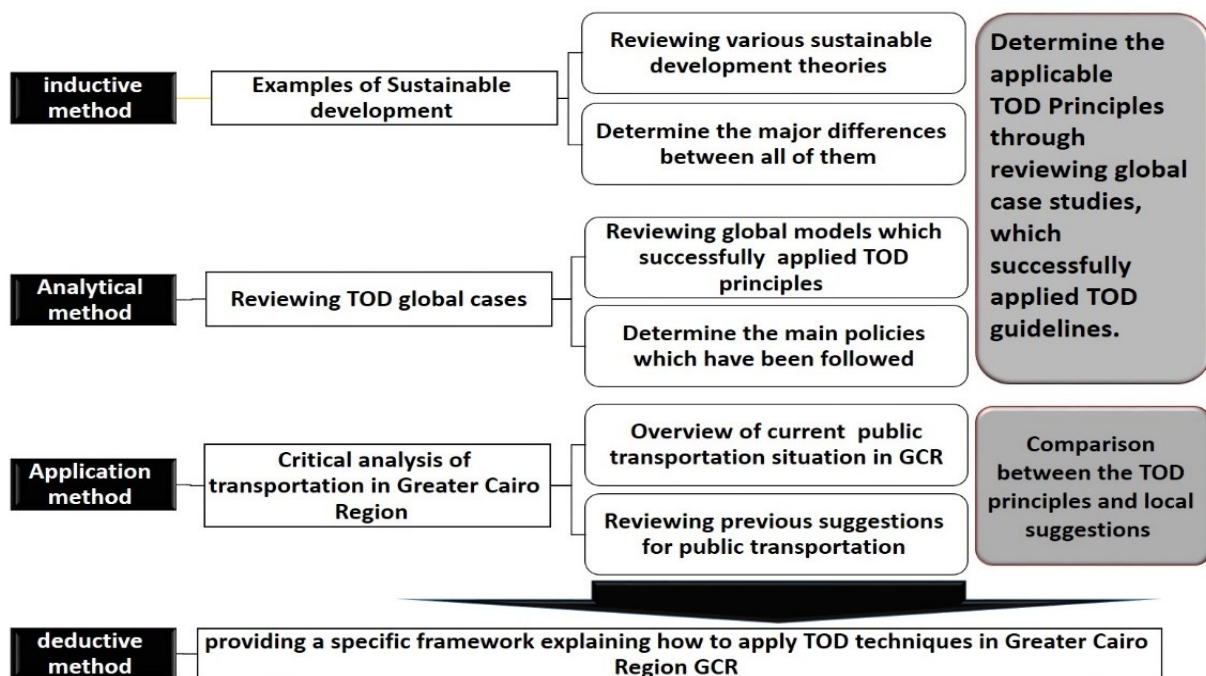 inductive
method
Examples of Sustainable
development
Reviewing various sustainable
development theories
Determine the major differences
between all of them
Determine the
applicable
TOD Principles
through
reviewing global
case studies,
which
successfully
applied TOD
guidelines.
Analytical
method
Reviewing TOD global cases
Reviewing global models which
successfully applied TOD
principles
Determine the main policies
which have been followed
Application
method
Critical analysis of
transportation in Greater Cairo
Region
Overview of current public
transportation situation in GCR
Reviewing previous suggestions
for public transportation
Comparison
between the TOD
principles and local
suggestions
deductive
method
providing a specific framework explaining how to apply TOD techniques in Greater Cairo
Region GCR